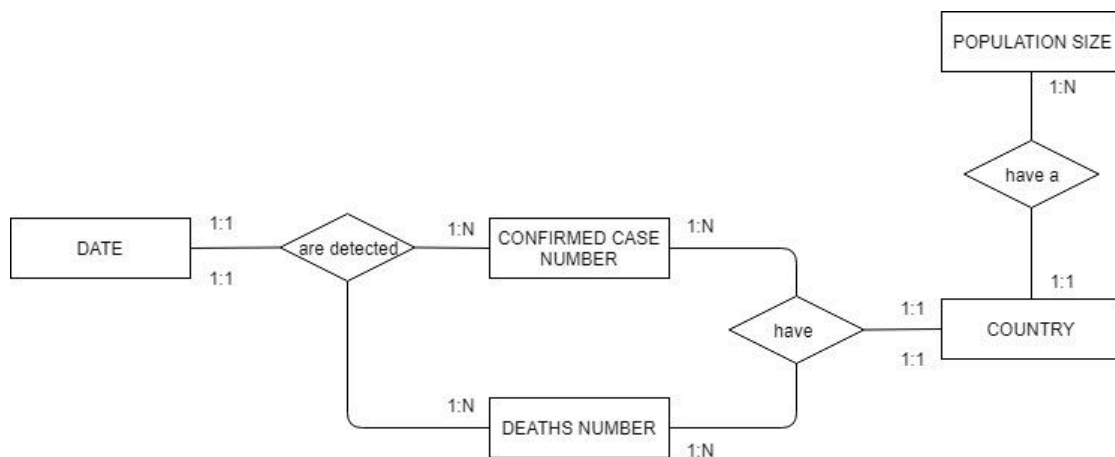 POPULATION SIZE
1:N
have a
1:1
1:1
are detected
1:N
CONFIRMED CASE
NUMBER
1:N
DATE
1:1
have
1:1
COUNTRY
1:1
1:N
DEATHS NUMBER
1:N